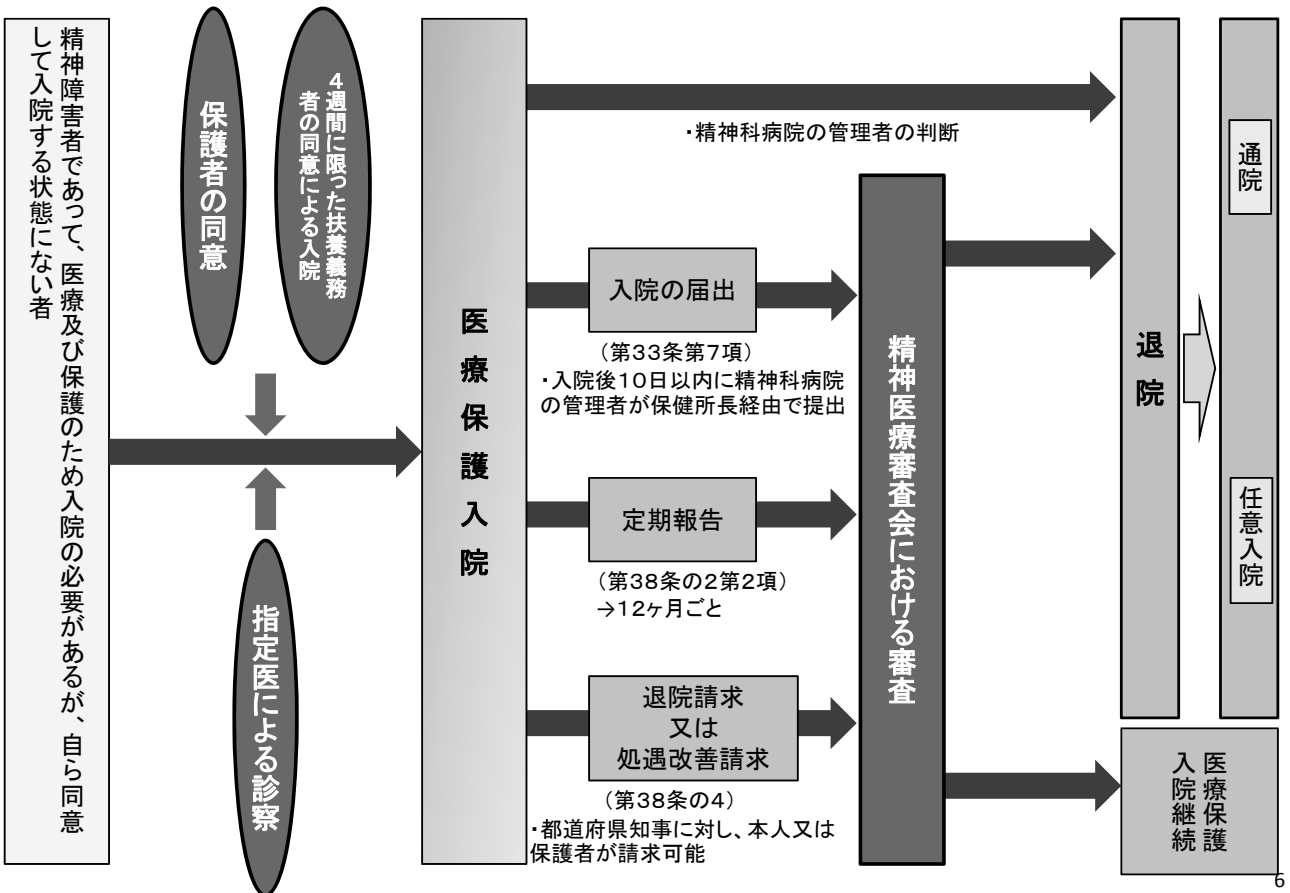 精神障害者であって、医療及び保護のため入院の必要があるが、自ら同意
して入院する状態にない者
保護者の同意
4週間に限った扶養義務
者の同意による入院
指定医による診察
医療保護入院
・精神科病院の管理者の判断
入院の届出
(第33条第7項)
・入院後10日以内に精神科病院
の管理者が保健所長経由で提出
定期報告
(第38条の2第2項)
→12ヶ月ごと
退院請求
又は
処遇改善請求
(第38条の4)
・都道府県知事に対し、本人又は
保護者が請求可能
精神医療審査会における審査
退院
通院
任意入院
医療保護
入院継続
6